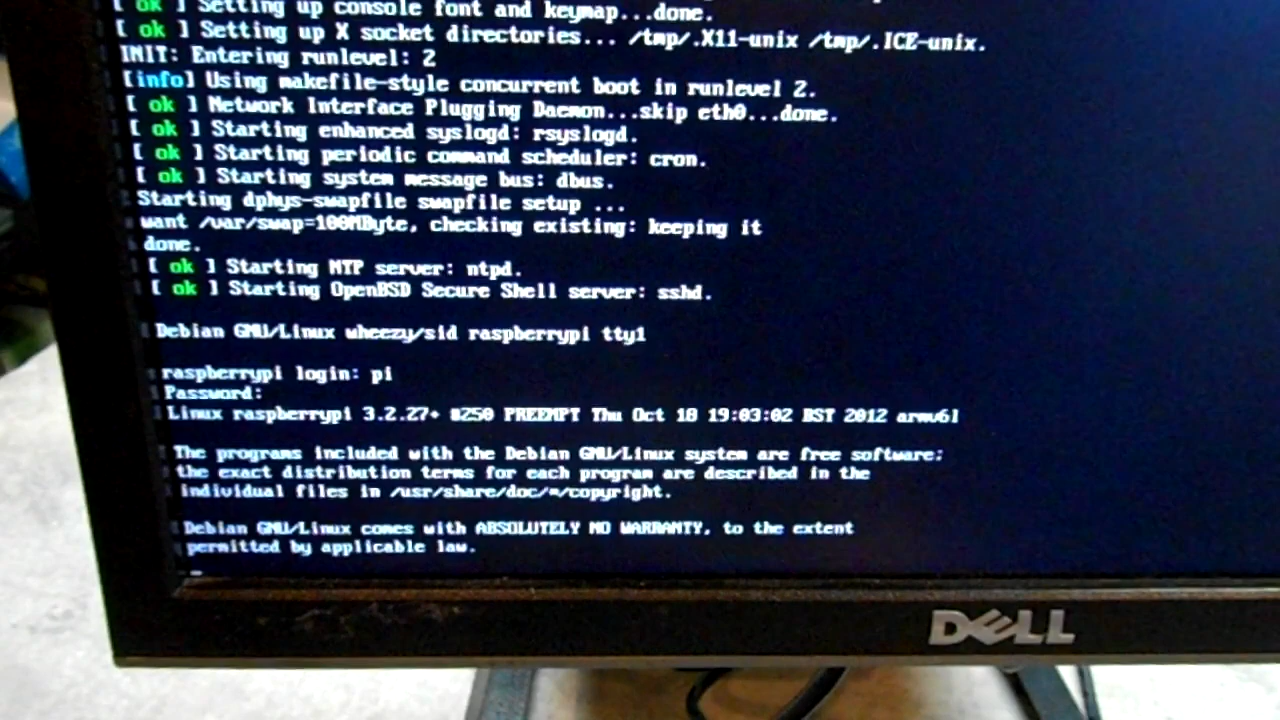 [ ok ] Setting up console font and keymap...done.
[ ok ] Setting up X socket directories... /tmp/.X11-unix /tmp/.ICE-unix.
INIT: Entering runlevel: 2
[info] Using makefile-style concurrent boot in runlevel 2.
[ ok ] Network Interface Plugging Daemon...skip eth0...done.
[ ok ] Starting enhanced syslogd: rsyslogd.
[ ok ] Starting periodic command scheduler: cron.
[ ok ] Starting system message bus: dbus.
Starting dphys-swapfile swapfile setup ...
want /var/swap=100MByte, checking existing: keeping it
done.
[ ok ] Starting NTP server: ntpd.
[ ok ] Starting OpenBSD Secure Shell server: sshd.
Debian GNU/Linux wheezy/sid raspberrypi tty1
raspberrypi login: pi
Password:
Linux raspberrypi 3.2.27+ #250 PREEMPT Thu Oct 18 19:03:02 BST 2012 armv6l
The programs included with the Debian GNU/Linux system are free software;
the exact distribution terms for each program are described in the
individual files in /usr/share/doc/*/copyright.
Debian GNU/Linux comes with ABSOLUTELY NO WARRANTY, to the extent
permitted by applicable law.
DELL